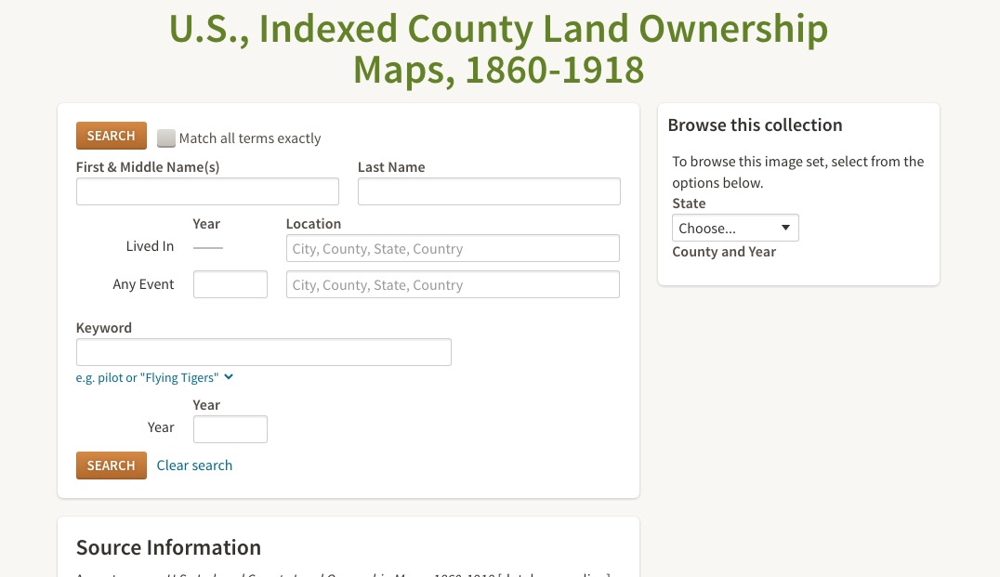 U.S., Indexed County Land Ownership
Maps, 1860-1918
SEARCH Match all terms exactly
First & Middle Name(s) Last Name
Year Location
Lived In City, County, State, Country
Any Event City, County, State, Country
Keyword
e.g. pilot or "Flying Tigers"
Year
Year
SEARCH Clear search
Browse this collection
To browse this image set, select from the
options below.
State
Choose...
County and Year
Source Information